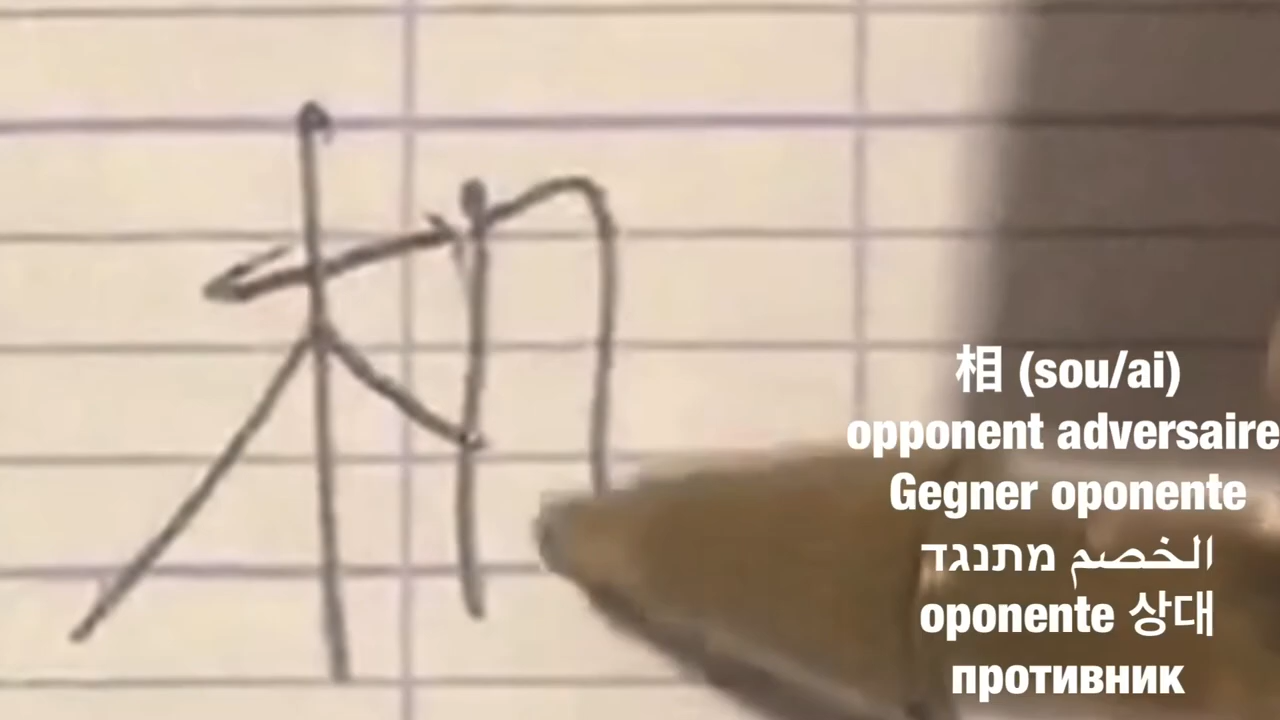 相 (sou/ai)
opponent adversaire
Gegner oponente
الخصم מתנגד
oponente 상대
противник